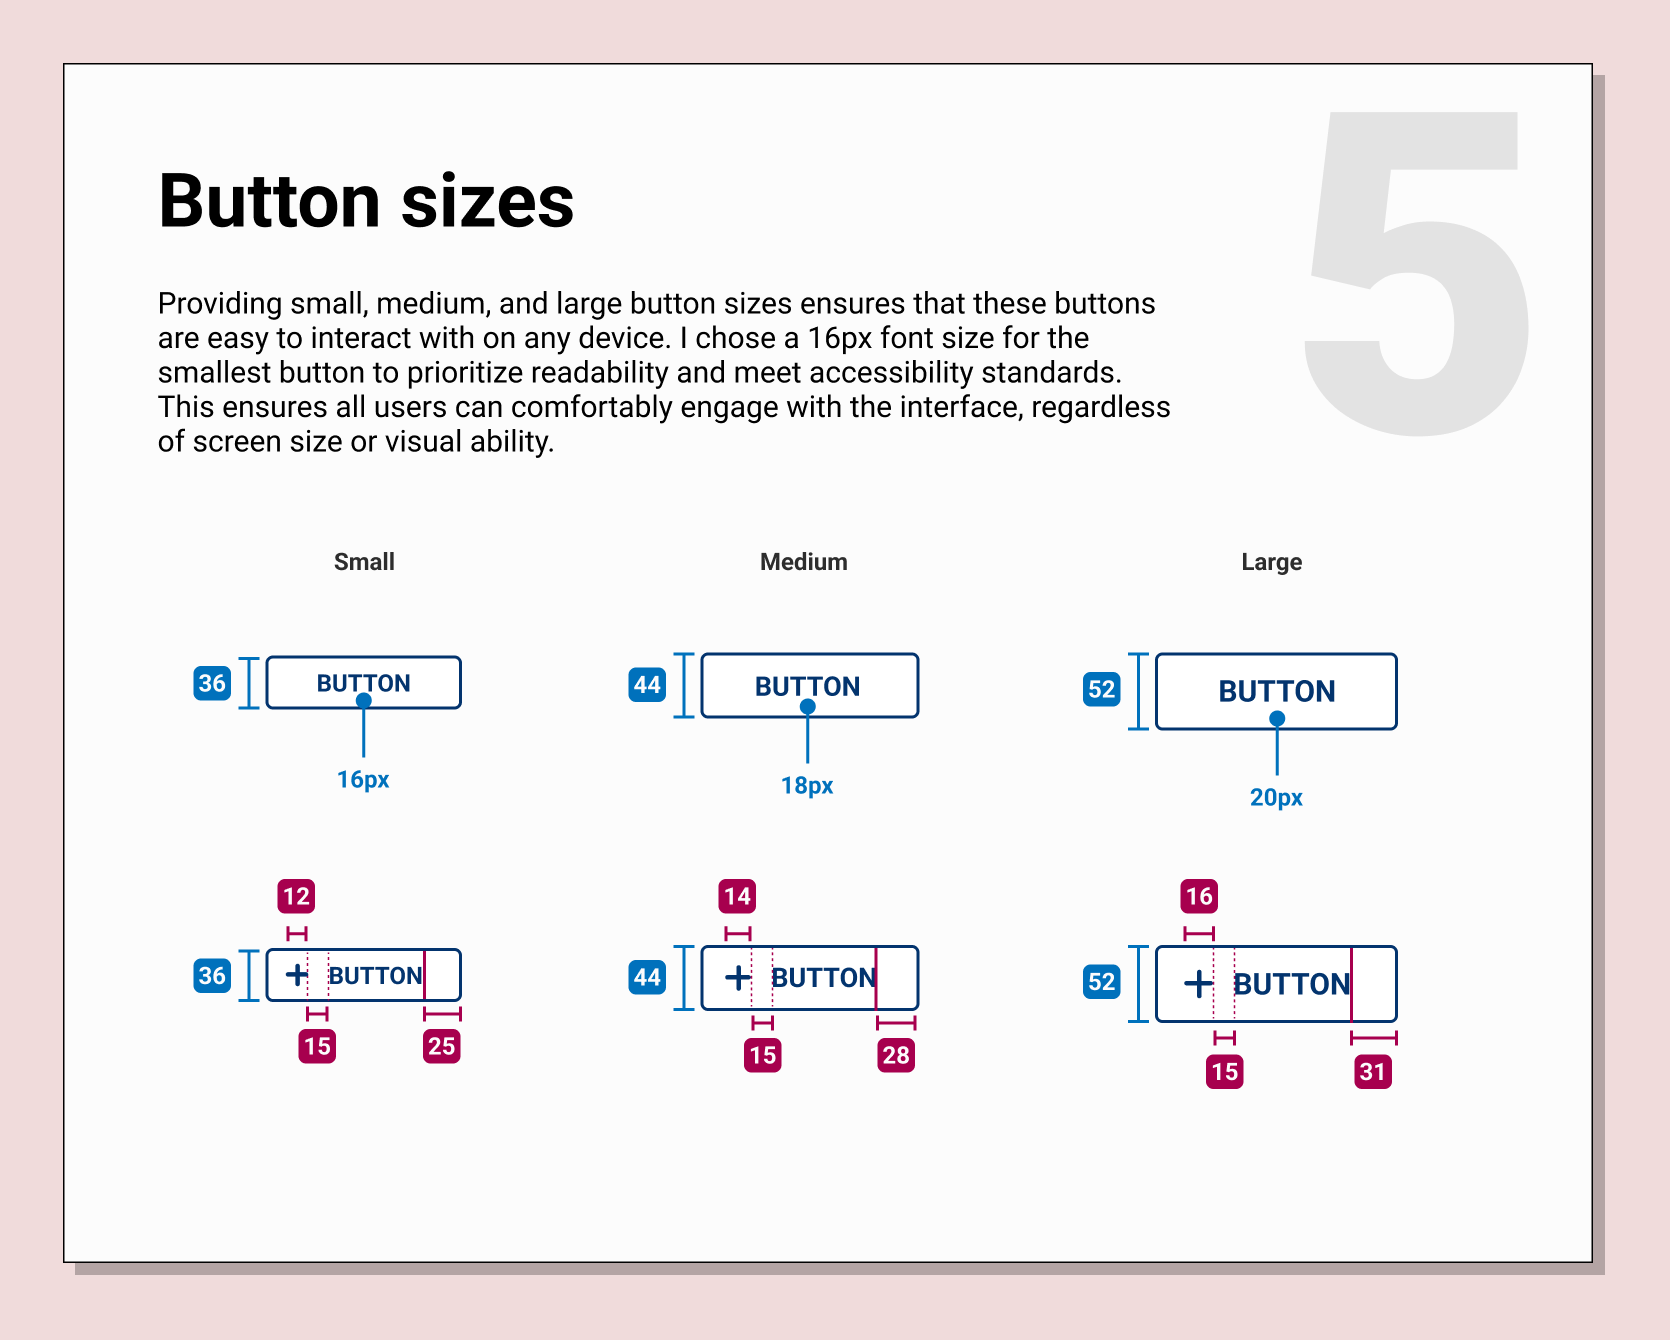 5
Button sizes
Providing small, medium, and large button sizes ensures that these buttons
are easy to interact with on any device. I chose a 16px font size for the
smallest button to prioritize readability and meet accessibility standards.
This ensures all users can comfortably engage with the interface, regardless
of screen size or visual ability.
Small Medium Large
36 BUTTON 44 BUTTON 52 BUTTON
16px 18px 20px
12 14 16
36 BUTTON 44 BUTTON 52 BUTTON
15 25 15 28 15 31